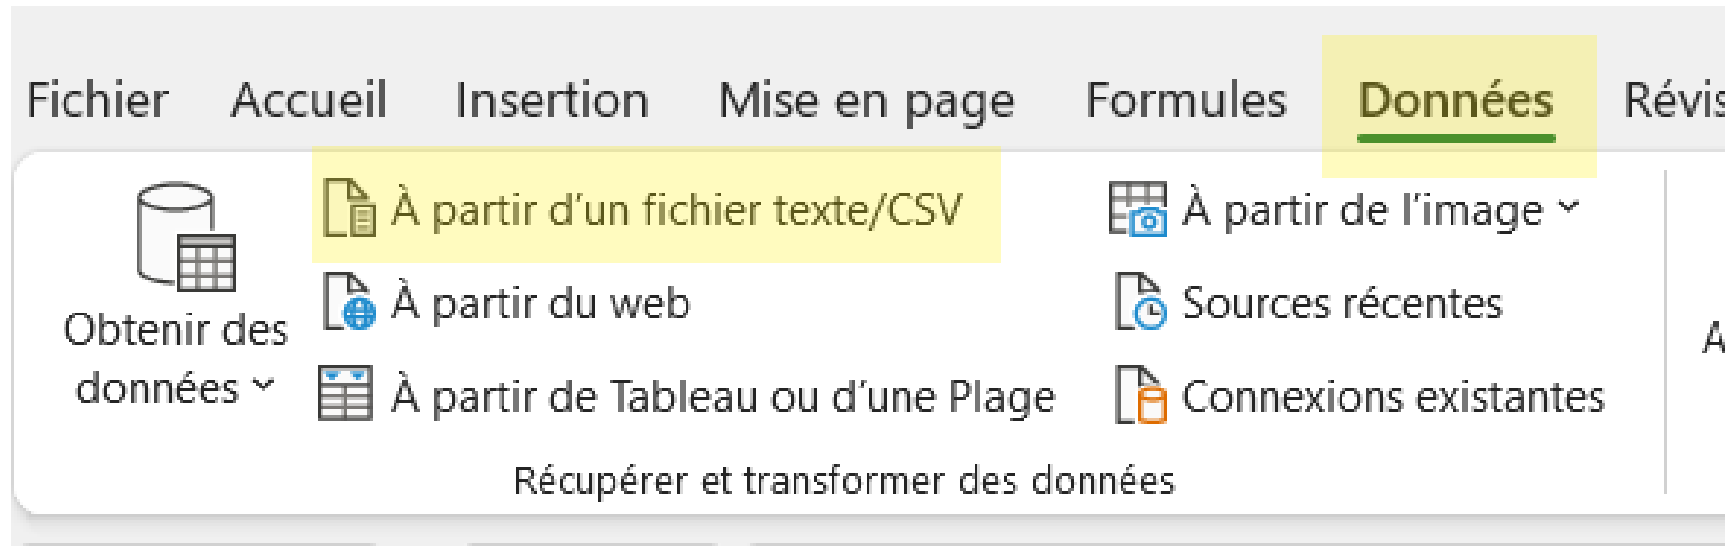 Fichier Accueil Insertion Mise en page Formules Données Révis
À partir d'un fichier texte/CSV
À partir du web
À partir de Tableau ou d'une Plage
Obtenir des
données
À partir de l'image
Sources récentes
Connexions existantes
A
Récupérer et transformer des données